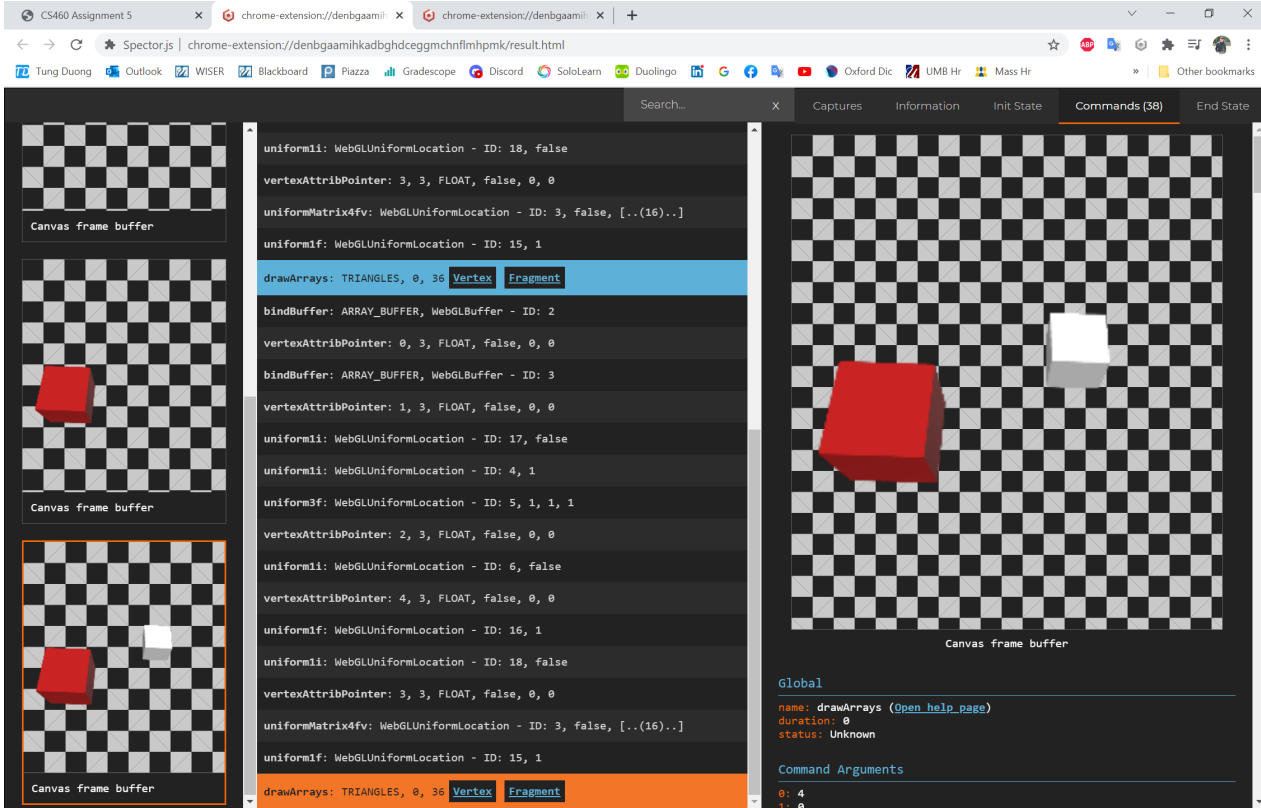 CS460 Assignment 5
chrome-extension://denbgaamih
chrome-extension://denbgaamih
Spector.js | chrome-extension://denbgaamihkadbghdceggmchnflmhpmk/result.html
ABP
Tung Duong Outlook WISER Blackboard Piazza Gradescope Discord SoloLearn Duolingo Oxford Dic UMB Hr Mass Hr » Other bookmarks
Search... X Captures Information Init State Commands (38) End State
Canvas frame buffer
Canvas frame buffer
Canvas frame buffer
uniform1i: WebGLUniformLocation - ID: 18, false
vertexAttribPointer: 3, 3, FLOAT, false, 0, 0
uniformMatrix4fv: WebGLUniformLocation - ID: 3, false, [..(16)..]
uniform1f: WebGLUniformLocation - ID: 15, 1
drawArrays: TRIANGLES, 0, 36 Vertex Fragment
bindBuffer: ARRAY_BUFFER, WebGLBuffer - ID: 2
vertexAttribPointer: 0, 3, FLOAT, false, 0, 0
bindBuffer: ARRAY_BUFFER, WebGLBuffer - ID: 3
vertexAttribPointer: 1, 3, FLOAT, false, 0, 0
uniform1i: WebGLUniformLocation - ID: 17, false
uniform1i: WebGLUniformLocation - ID: 4, 1
uniform3f: WebGLUniformLocation - ID: 5, 1, 1, 1
vertexAttribPointer: 2, 3, FLOAT, false, 0, 0
uniform1i: WebGLUniformLocation - ID: 6, false
vertexAttribPointer: 4, 3, FLOAT, false, 0, 0
uniform1f: WebGLUniformLocation - ID: 16, 1
uniform1i: WebGLUniformLocation - ID: 18, false
vertexAttribPointer: 3, 3, FLOAT, false, 0, 0
uniformMatrix4fv: WebGLUniformLocation - ID: 3, false, [..(16)..]
uniform1f: WebGLUniformLocation - ID: 15, 1
drawArrays: TRIANGLES, 0, 36 Vertex Fragment
Canvas frame buffer
Global
name: drawArrays (Open help page)
duration: 0
status: Unknown
Command Arguments
0: 4
1: 0